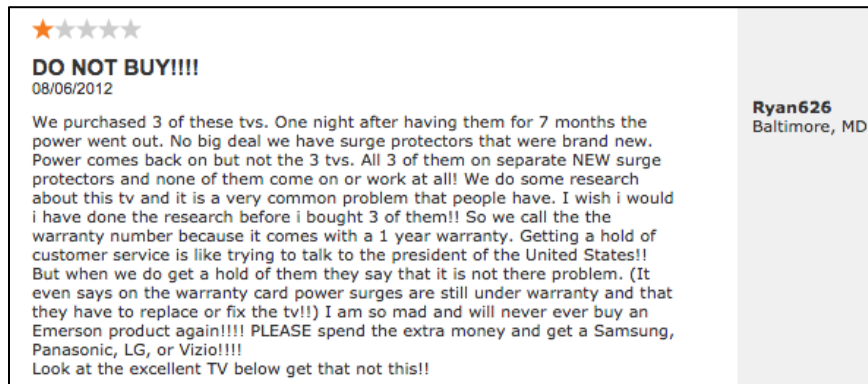 DO NOT BUY!!!!
08/06/2012
We purchased 3 of these tvs. One night after having them for 7 months the
power went out. No big deal we have surge protectors that were brand new.
Power comes back on but not the 3 tvs. All 3 of them on separate NEW surge
protectors and none of them come on or work at all! We do some research
about this tv and it is a very common problem that people have. I wish i would
i have done the research before i bought 3 of them!! So we call the the
warranty number because it comes with a 1 year warranty. Getting a hold of
customer service is like trying to talk to the president of the United States!!
But when we do get a hold of them they say that it is not there problem. (It
even says on the warranty card power surges are still under warranty and that
they have to replace or fix the tv!!) I am so mad and will never ever buy an
Emerson product again!!!! PLEASE spend the extra money and get a Samsung,
Panasonic, LG, or Vizio!!!!
Look at the excellent TV below get that not this!!
Ryan626
Baltimore, MD